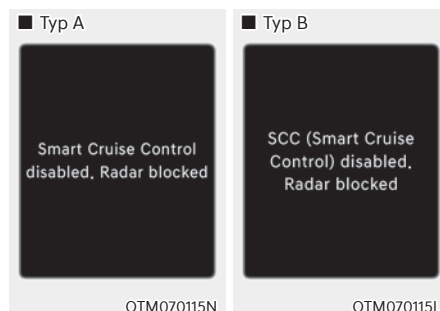 ■ Typ A
Smart Cruise Control
disabled. Radar blocked
OTM070115N
■ Typ B
SCC (Smart Cruise
Control) disabled.
Radar blocked
OTM070115L